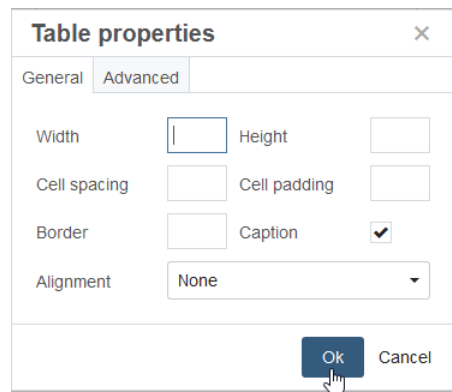 Table properties ×
General Advanced
Width Height
Cell spacing Cell padding
Border Caption
Alignment None
Ok Cancel